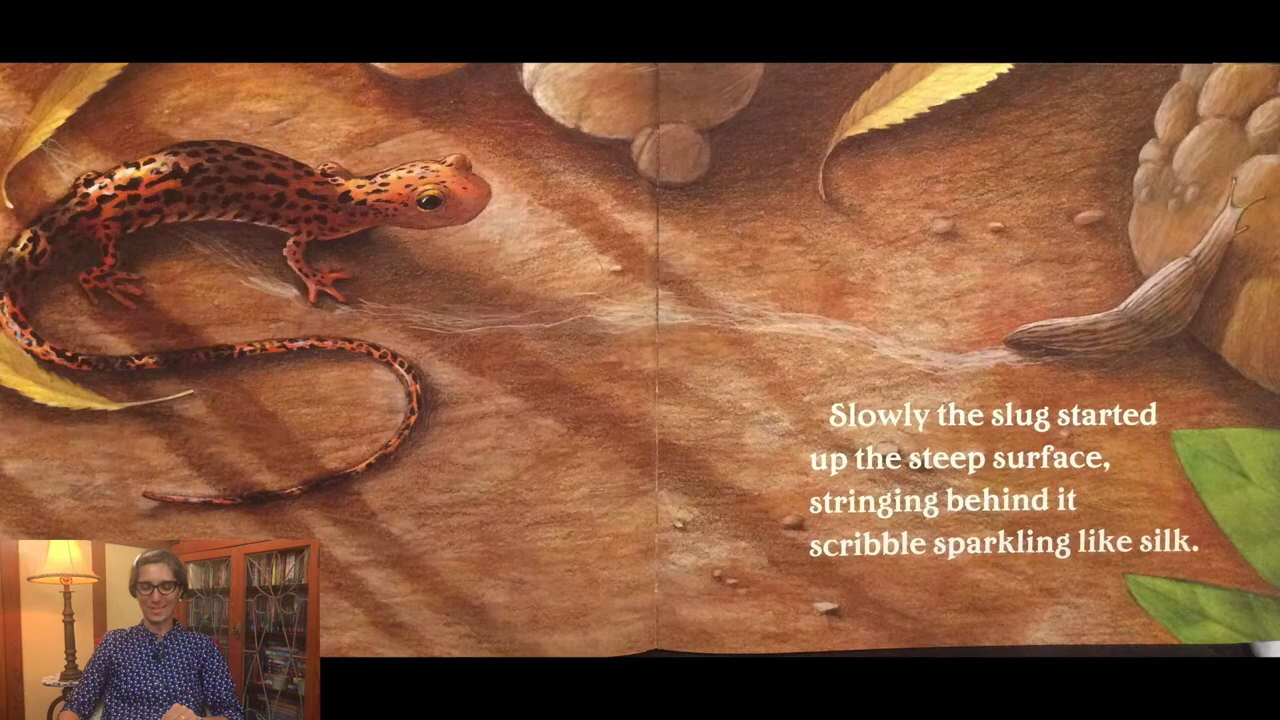 Slowly the slug started
up the steep surface,
stringing behind it
scribble sparkling like silk.